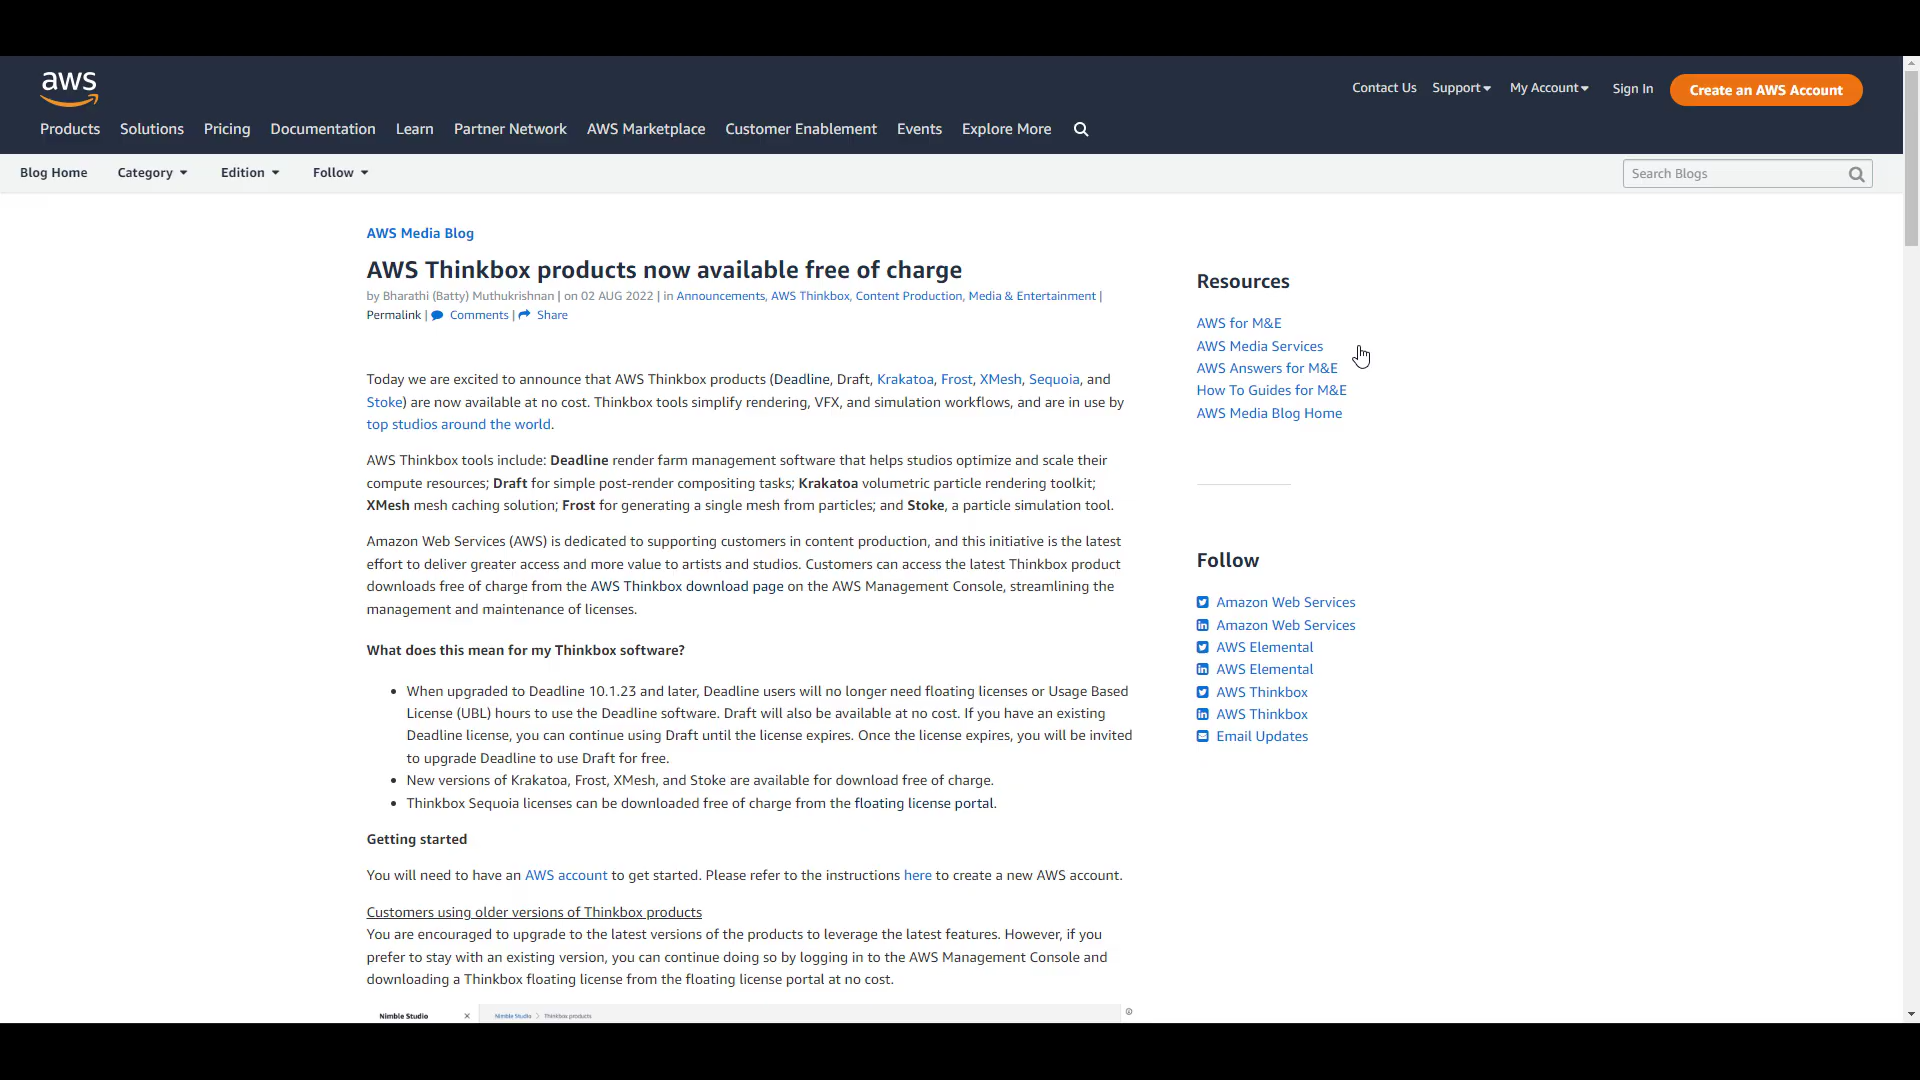 aws
Contact Us Support My Account Sign In Create an AWS Account
Products Solutions Pricing Documentation Learn Partner Network AWS Marketplace Customer Enablement Events Explore More
Blog Home Category Edition Follow Search Blogs
AWS Media Blog
AWS Thinkbox products now available free of charge
by Bharathi (Batty) Muthukrishnan | on 02 AUG 2022 | in Announcements, AWS Thinkbox, Content Production, Media & Entertainment |
Permalink | Comments | Share
Today we are excited to announce that AWS Thinkbox products (Deadline, Draft, Krakatoa, Frost, XMesh, Sequoia, and
Stoke) are now available at no cost. Thinkbox tools simplify rendering, VFX, and simulation workflows, and are in use by
top studios around the world.
AWS Thinkbox tools include: Deadline render farm management software that helps studios optimize and scale their
compute resources; Draft for simple post-render compositing tasks; Krakatoa volumetric particle rendering toolkit;
XMesh mesh caching solution; Frost for generating a single mesh from particles; and Stoke, a particle simulation tool.
Amazon Web Services (AWS) is dedicated to supporting customers in content production, and this initiative is the latest
effort to deliver greater access and more value to artists and studios. Customers can access the latest Thinkbox product
downloads free of charge from the AWS Thinkbox download page on the AWS Management Console, streamlining the
management and maintenance of licenses.
What does this mean for my Thinkbox software?
• When upgraded to Deadline 10.1.23 and later, Deadline users will no longer need floating licenses or Usage Based
License (UBL) hours to use the Deadline software. Draft will also be available at no cost. If you have an existing
Deadline license, you can continue using Draft until the license expires. Once the license expires, you will be invited
to upgrade Deadline to use Draft for free.
• New versions of Krakatoa, Frost, XMesh, and Stoke are available for download free of charge.
• Thinkbox Sequoia licenses can be downloaded free of charge from the floating license portal.
Getting started
You will need to have an AWS account to get started. Please refer to the instructions here to create a new AWS account.
Customers using older versions of Thinkbox products
You are encouraged to upgrade to the latest versions of the products to leverage the latest features. However, if you
prefer to stay with an existing version, you can continue doing so by logging in to the AWS Management Console and
downloading a Thinkbox floating license from the floating license portal at no cost.
Nimble Studio × Nimble Studio > Thinkbox products
Resources
AWS for M&E
AWS Media Services
AWS Answers for M&E
How To Guides for M&E
AWS Media Blog Home
Follow
Amazon Web Services
Amazon Web Services
AWS Elemental
AWS Elemental
AWS Thinkbox
AWS Thinkbox
Email Updates